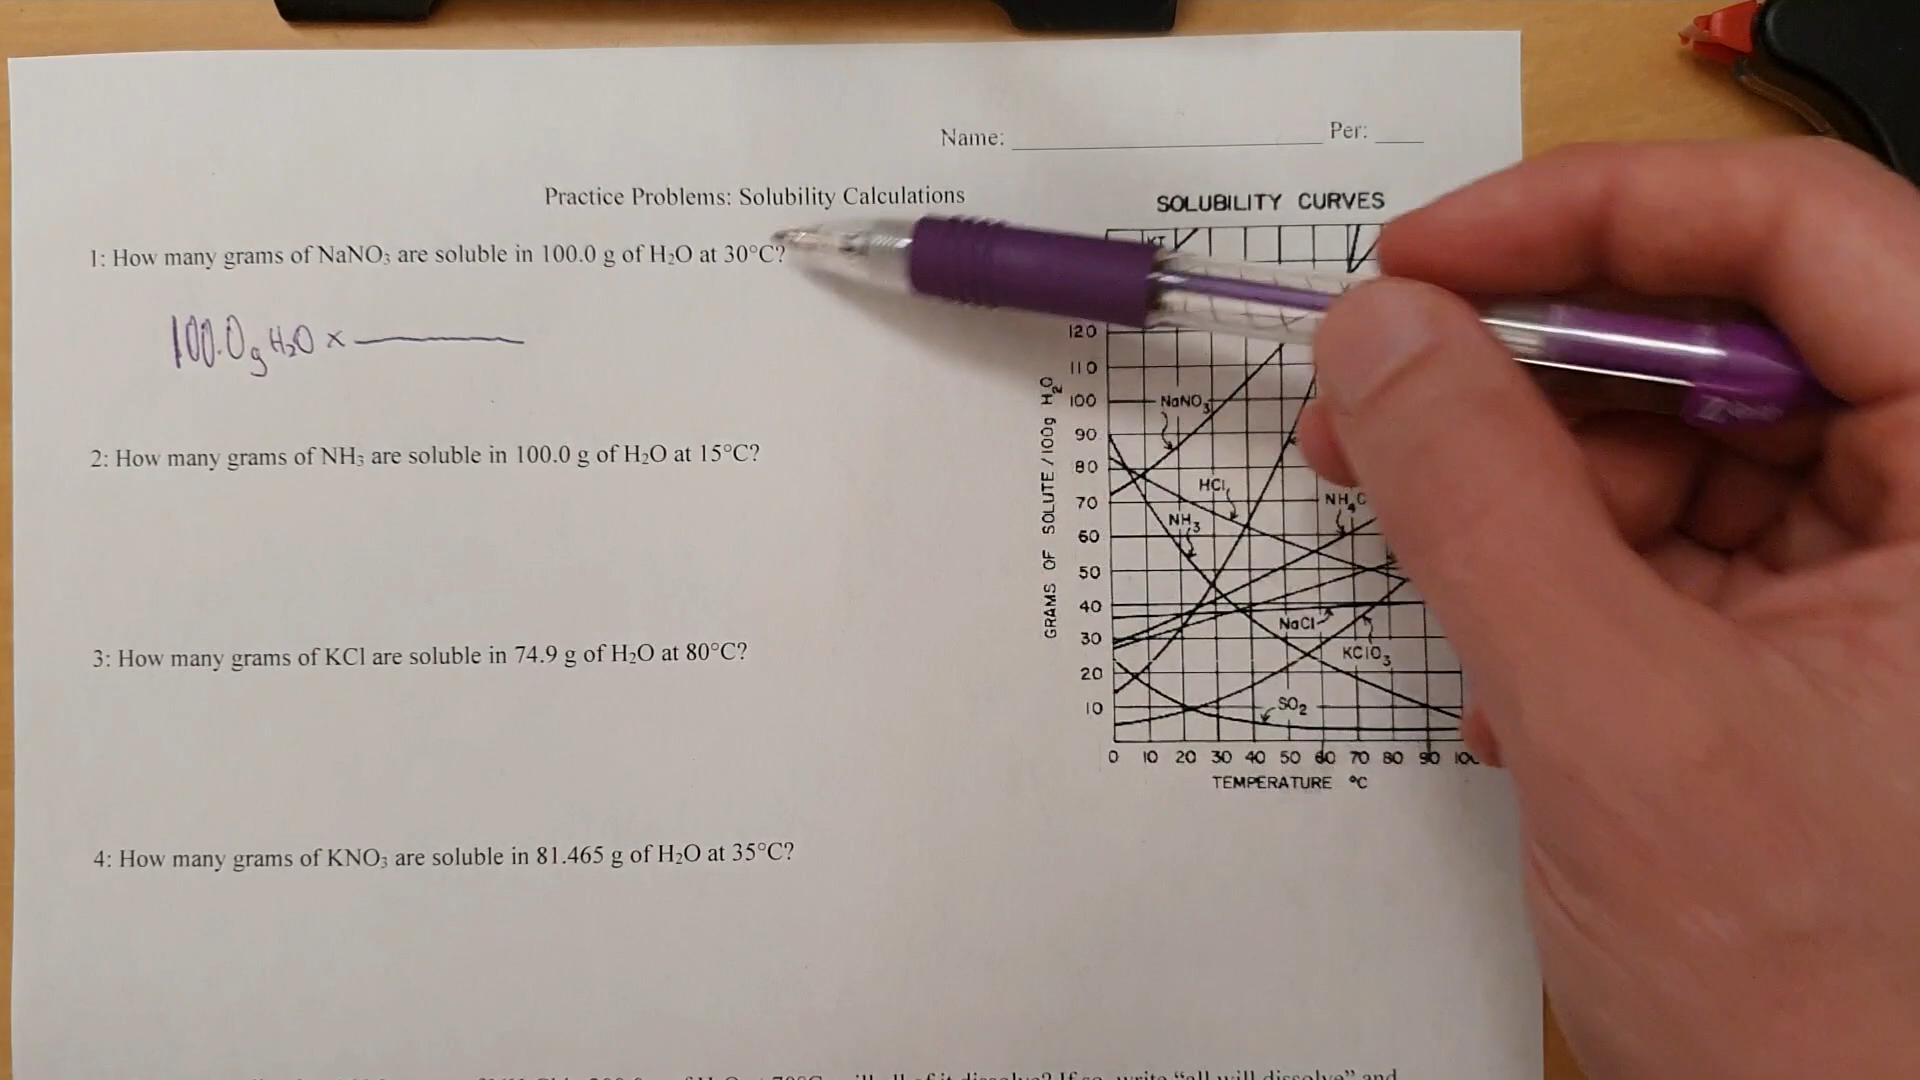 Name: ____________ Per: ____
Practice Problems: Solubility Calculations
1: How many grams of NaNO₃ are soluble in 100.0 g of H₂O at 30°C?
100.0g H₂O x
2: How many grams of NH₃ are soluble in 100.0 g of H₂O at 15°C?
3: How many grams of KCl are soluble in 74.9 g of H₂O at 80°C?
4: How many grams of KNO₃ are soluble in 81.465 g of H₂O at 35°C?
SOLUBILITY CURVES
KI
120
110
100
90
80
70
60
50
40
30
20
10
GRAMS OF SOLUTE/100g H₂O
NaNO₃
HCl
NH₃
NH₄C
NaCl
KClO₃
SO₂
0 10 20 30 40 50 60 70 80 90
TEMPERATURE °C